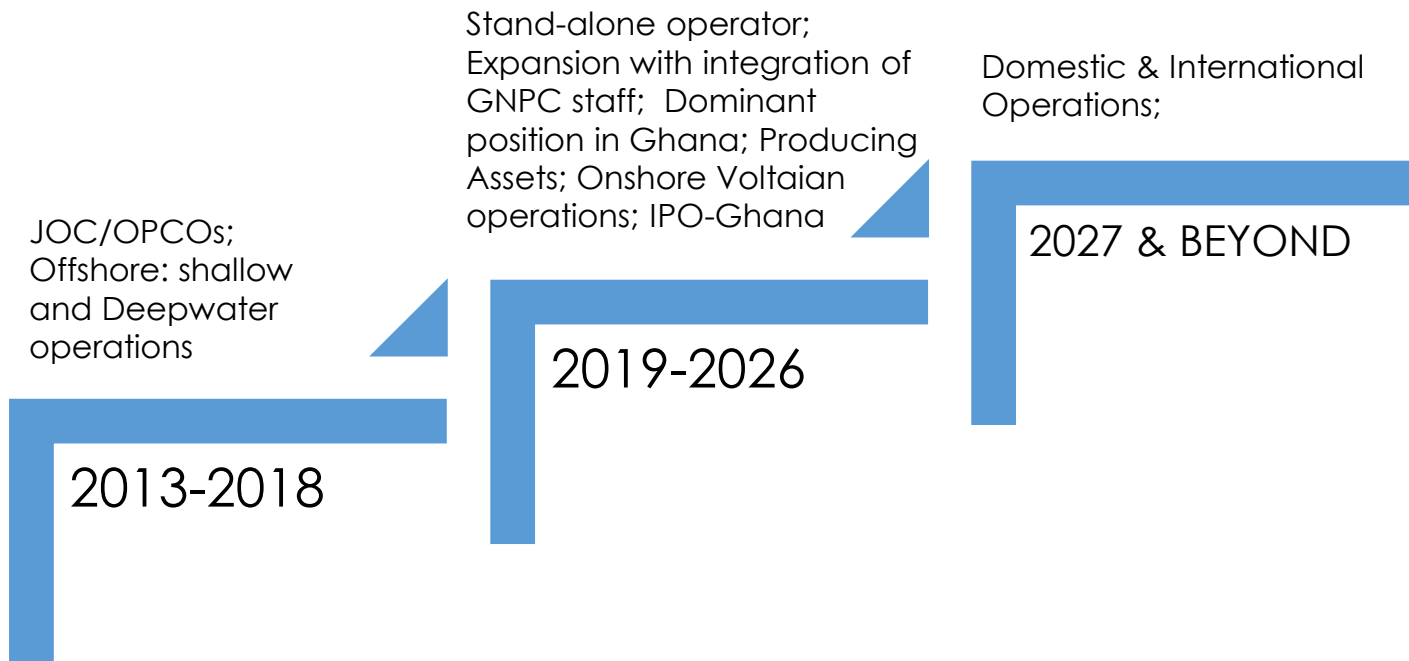 JOC/OPCOs;
Offshore: shallow
and Deepwater
operations
2013-2018
Stand-alone operator;
Expansion with integration of
GNPC staff;  Dominant
position in Ghana; Producing
Assets; Onshore Voltaian
operations; IPO-Ghana
2019-2026
Domestic & International
Operations;
2027 & BEYOND